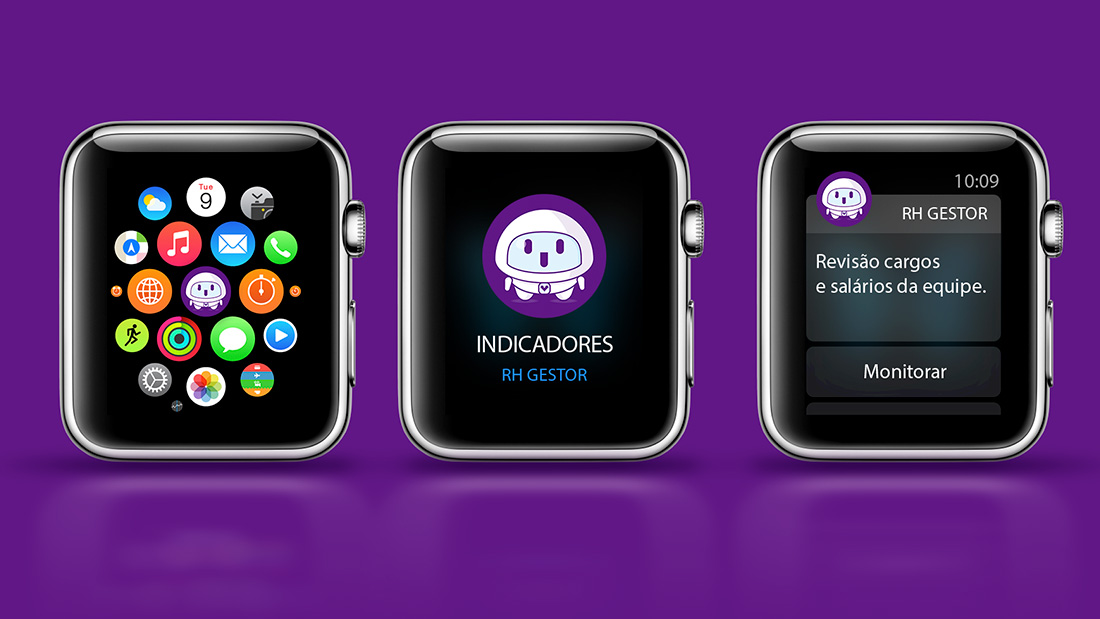 Tue
9
INDICADORES
RH GESTOR
10:09
RH GESTOR
Revisão cargos
e salários da equipe.
Monitorar